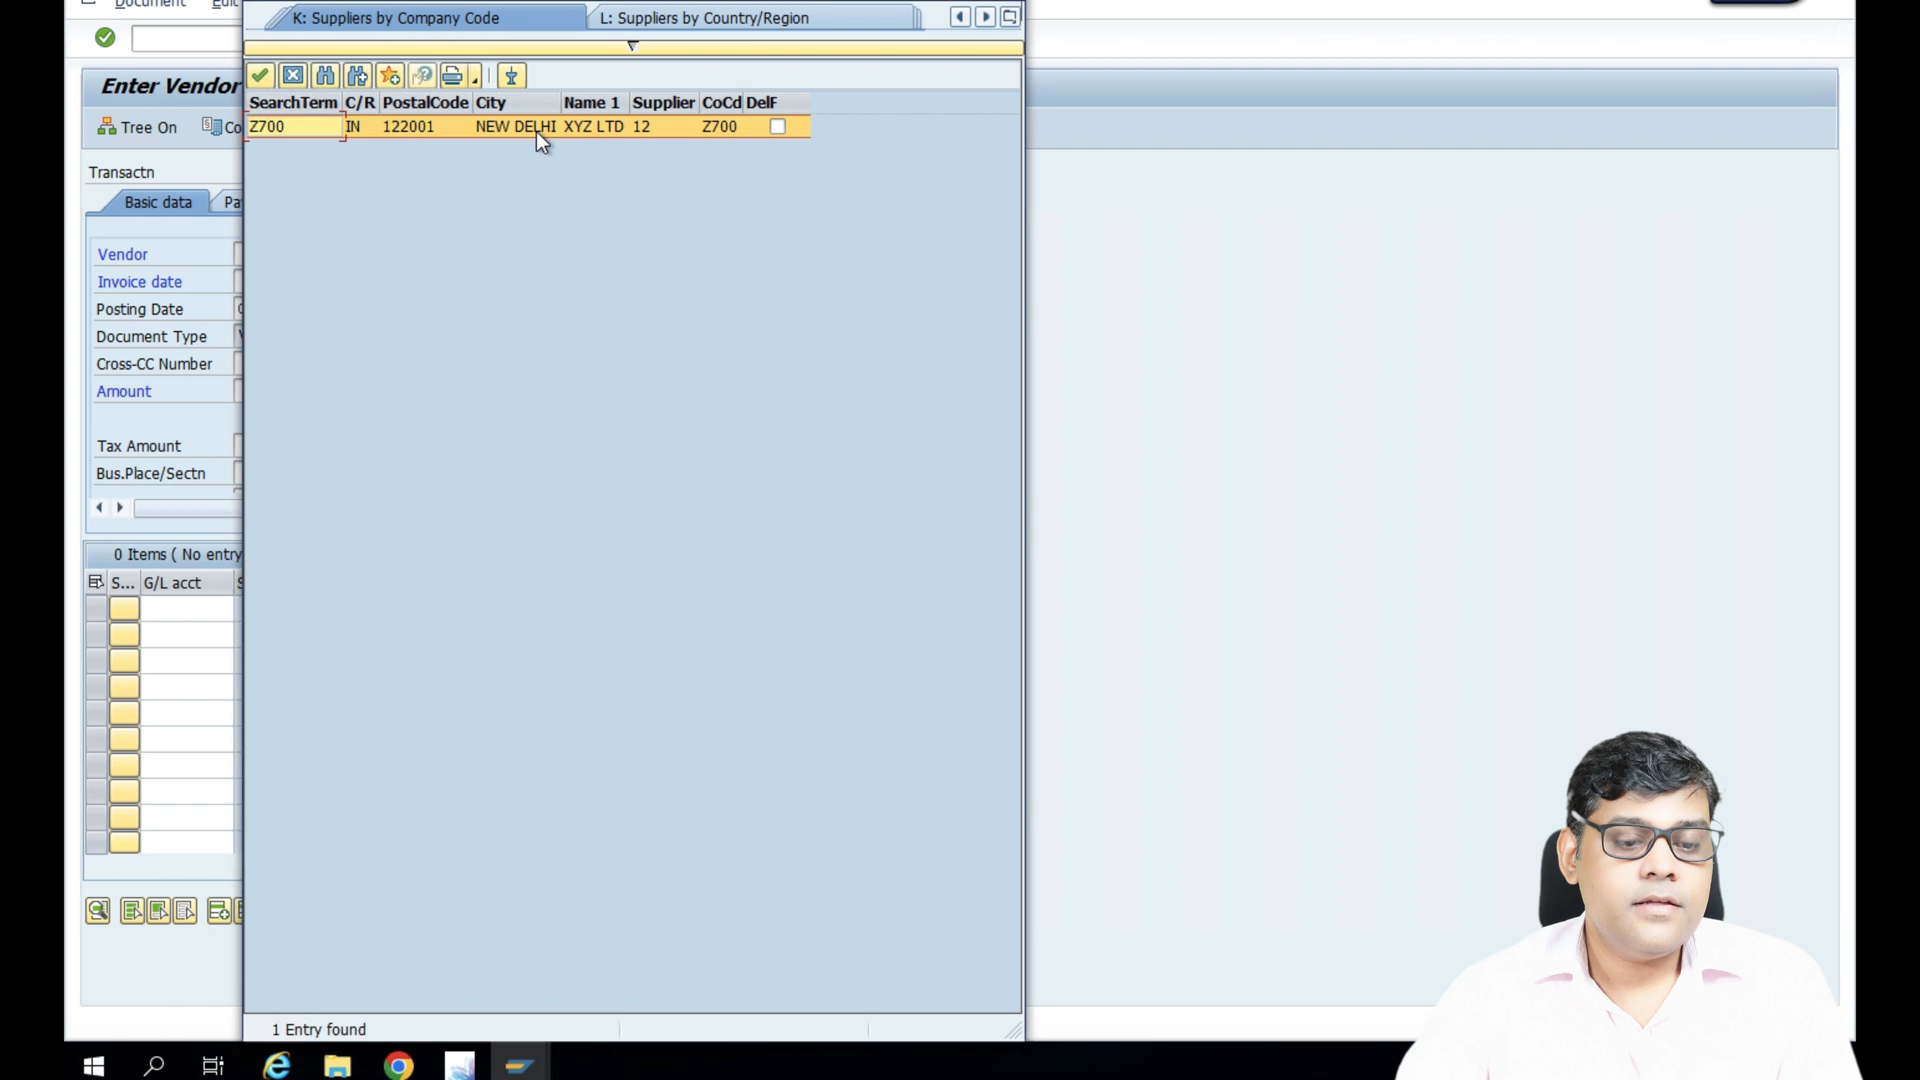 Document
K: Suppliers by Company Code
L: Suppliers by Country/Region
Enter Vendor
SearchTerm C/R PostalCode City Name 1 Supplier CoCd DelF
Z700 IN 122001 NEW DELHI XYZ LTD 12 Z700
Tree On
Co
Transactn
Basic data
Pa
Vendor
Invoice date
Posting Date
Document Type
Cross-CC Number
Amount
Tax Amount
Bus.Place/Sectn
0 Items ( No entry
S... G/L acct
1 Entry found